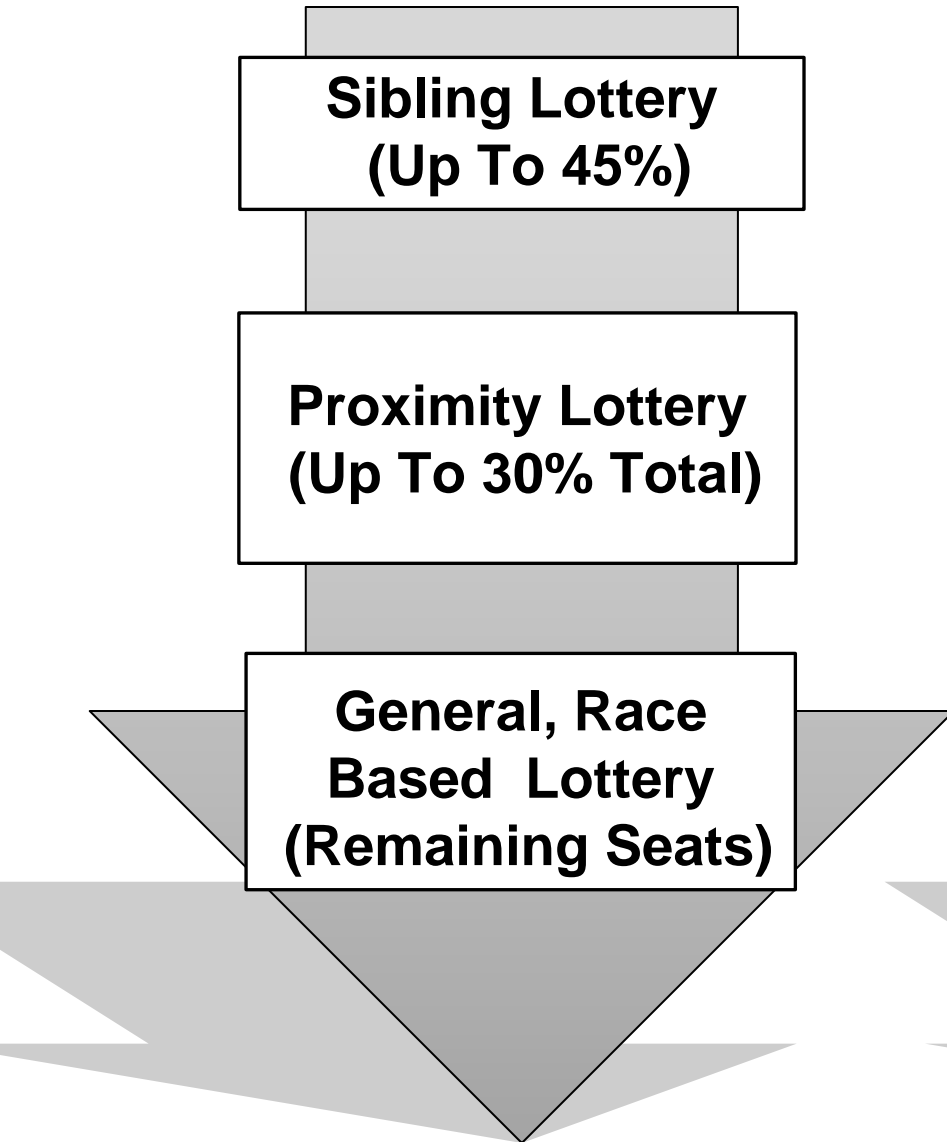 Sibling Lottery
(Up To 45%)
Proximity Lottery
(Up To 30% Total)
General, Race
Based  Lottery
(Remaining Seats)